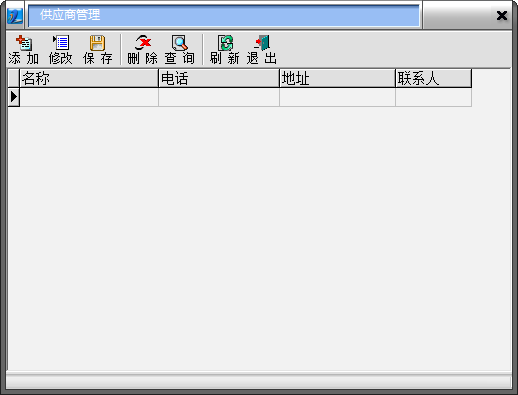 供应商管理
添 加 修改 保 存 删 除 查 询 刷 新 退 出
名称 电话 地址 联系人